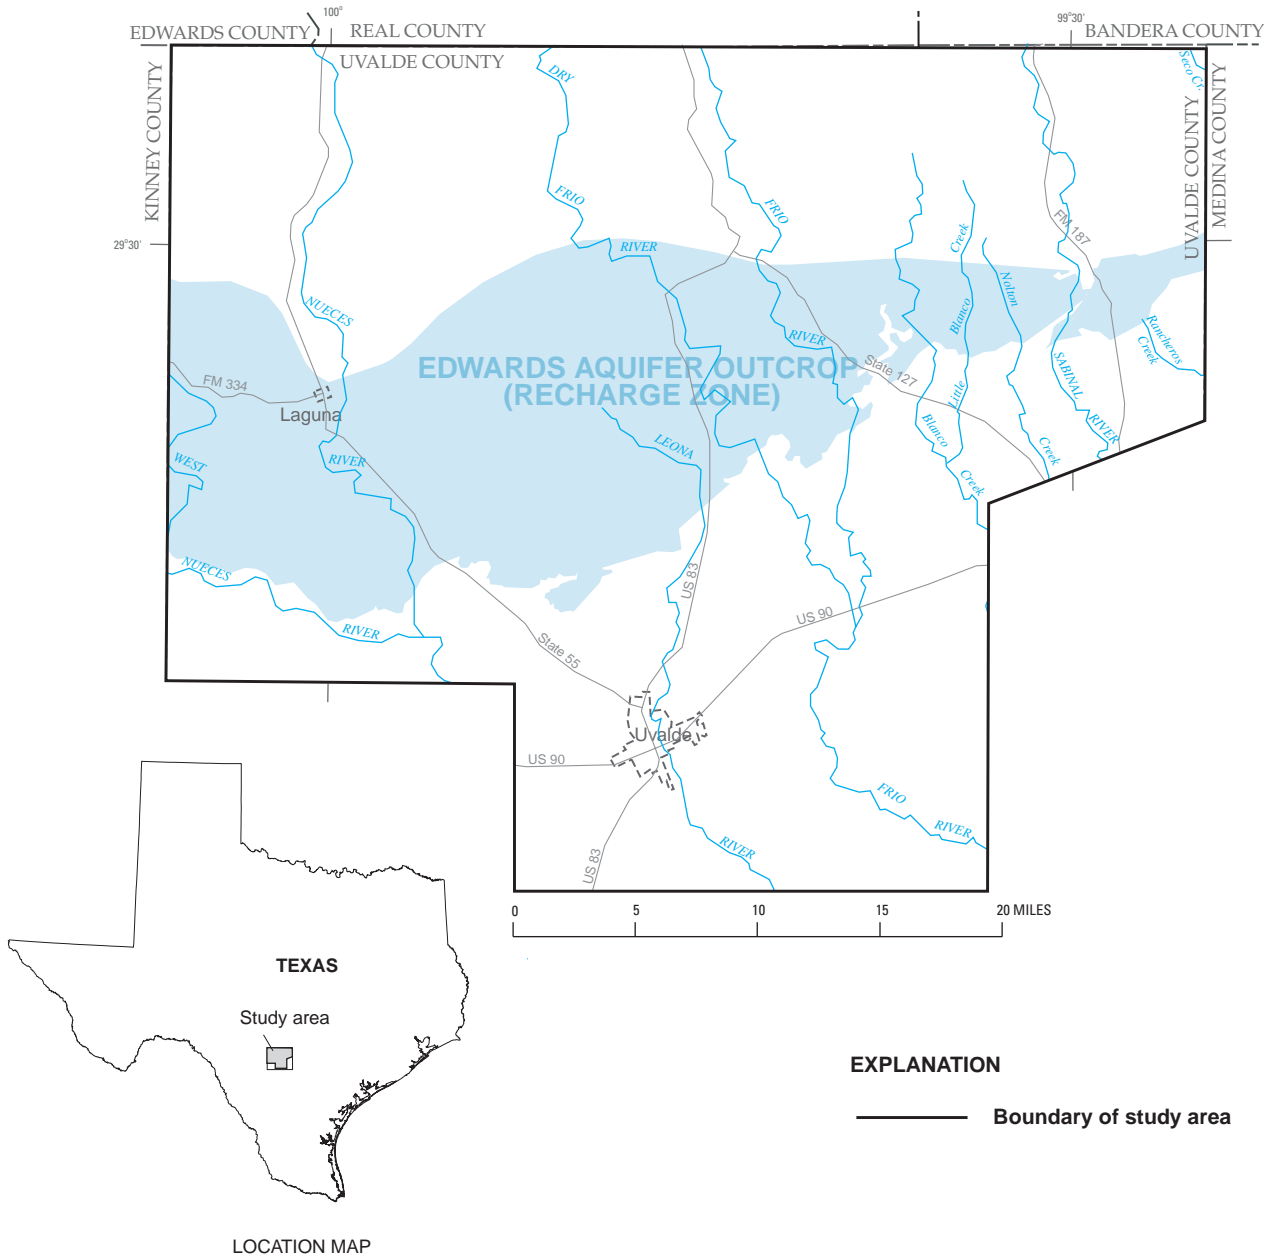 100°
99°30'
EDWARDS COUNTY
REAL COUNTY
BANDERA COUNTY
UVALDE COUNTY
KINNEY COUNTY
UVALDE COUNTY
MEDINA COUNTY
Seco Cr.
DRY
FRIO
RIVER
FRIO
RIVER
29°30'
FM 187
Creek
Blanco
Little
Nolton
Creek
Rancheros
Creek
NUECES
RIVER
EDWARDS AQUIFER OUTCROP
(RECHARGE ZONE)
State 127
SABINAL
RIVER
FM 334
Laguna
LEONA
Blanco
Creek
WEST
NUECES
RIVER
US 83
US 90
State 55
Uvalde
US 90
FRIO
RIVER
RIVER
US 83
0
5
10
15
20 MILES
TEXAS
Study area
EXPLANATION
Boundary of study area
LOCATION MAP